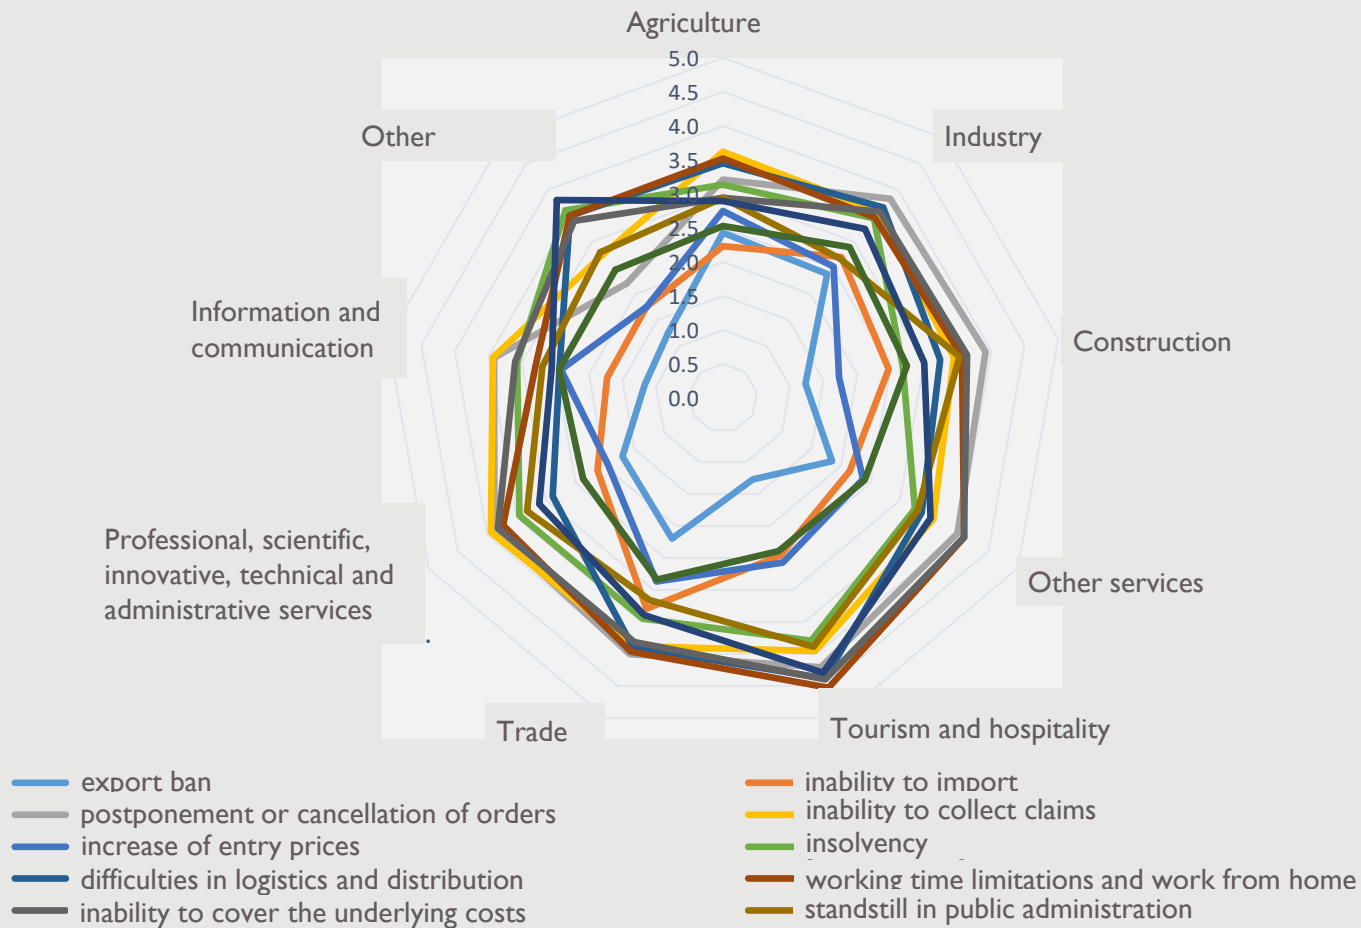 Agriculture
5.0
4.5
4.0
3.5
3.0
2.5
2.0
1.5
1.0
0.5
0.0
Other
Industry
Information and
communication
Construction
Professional, scientific,
innovative, technical and
administrative services
.
Other services
Trade
Tourism and hospitality
export ban
inability to import
postponement or cancellation of orders
inability to collect claims
increase of entry prices
insolvency
difficulties in logistics and distribution
working time limitations and work from home
inability to cover the underlying costs
standstill in public administration